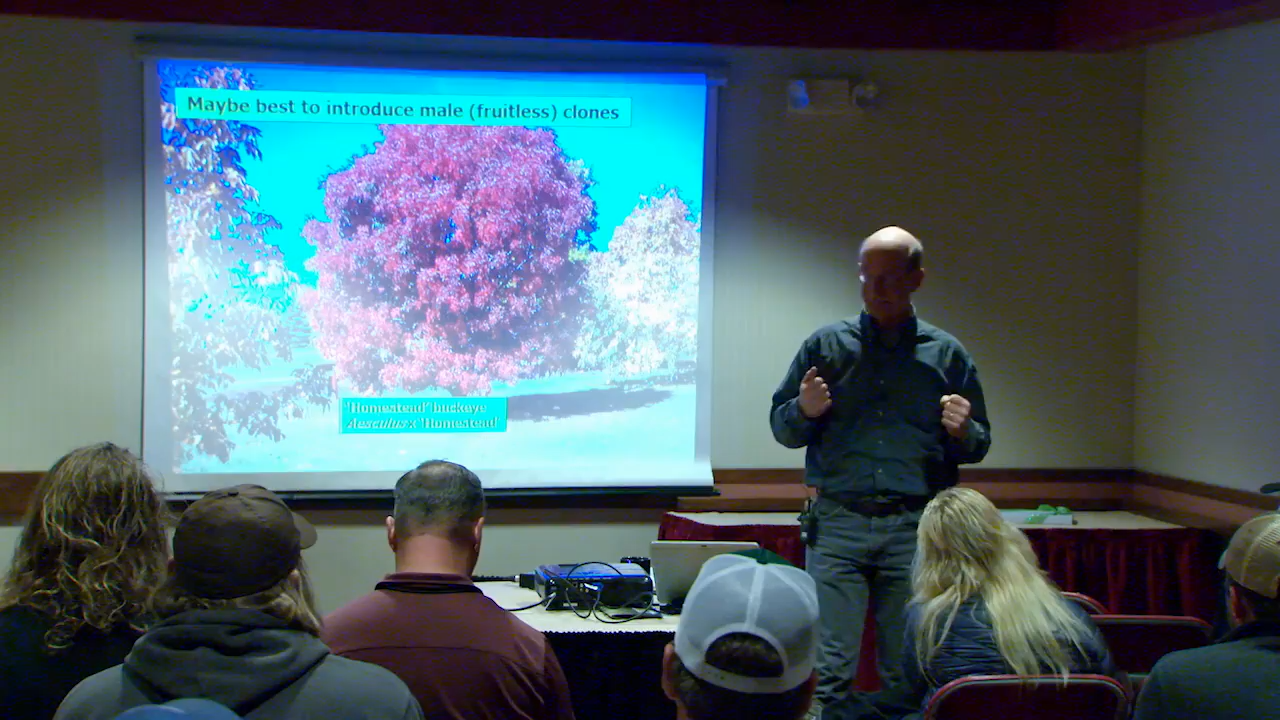 Maybe best to introduce male (fruitless) clones
'Homestead' buckeye
Aesculus x 'Homestead'